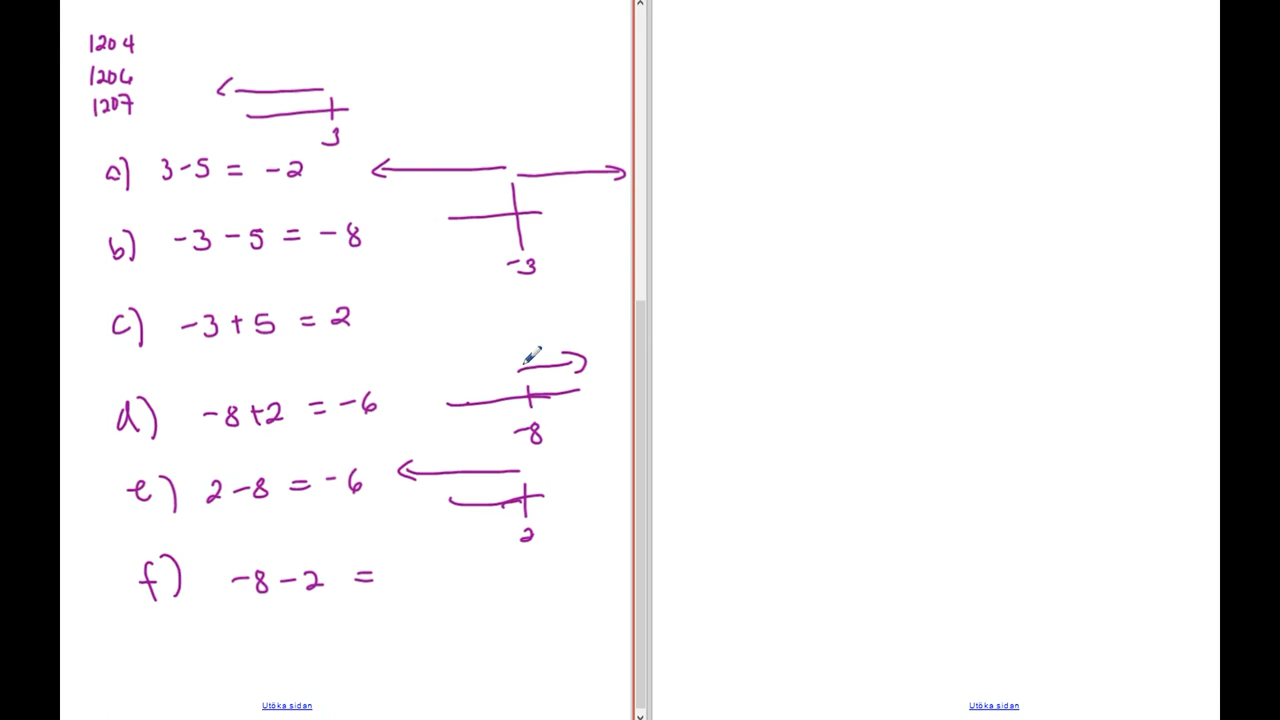 1204
1206
1207
3
a) 3-5 = -2
b) -3-5 = -8
-3
c) -3+5 = 2
d) -8+2 = -6
-8
e) 2-8 = -6
2
f) -8-2 =
Utöka sidan
Utöka sidan